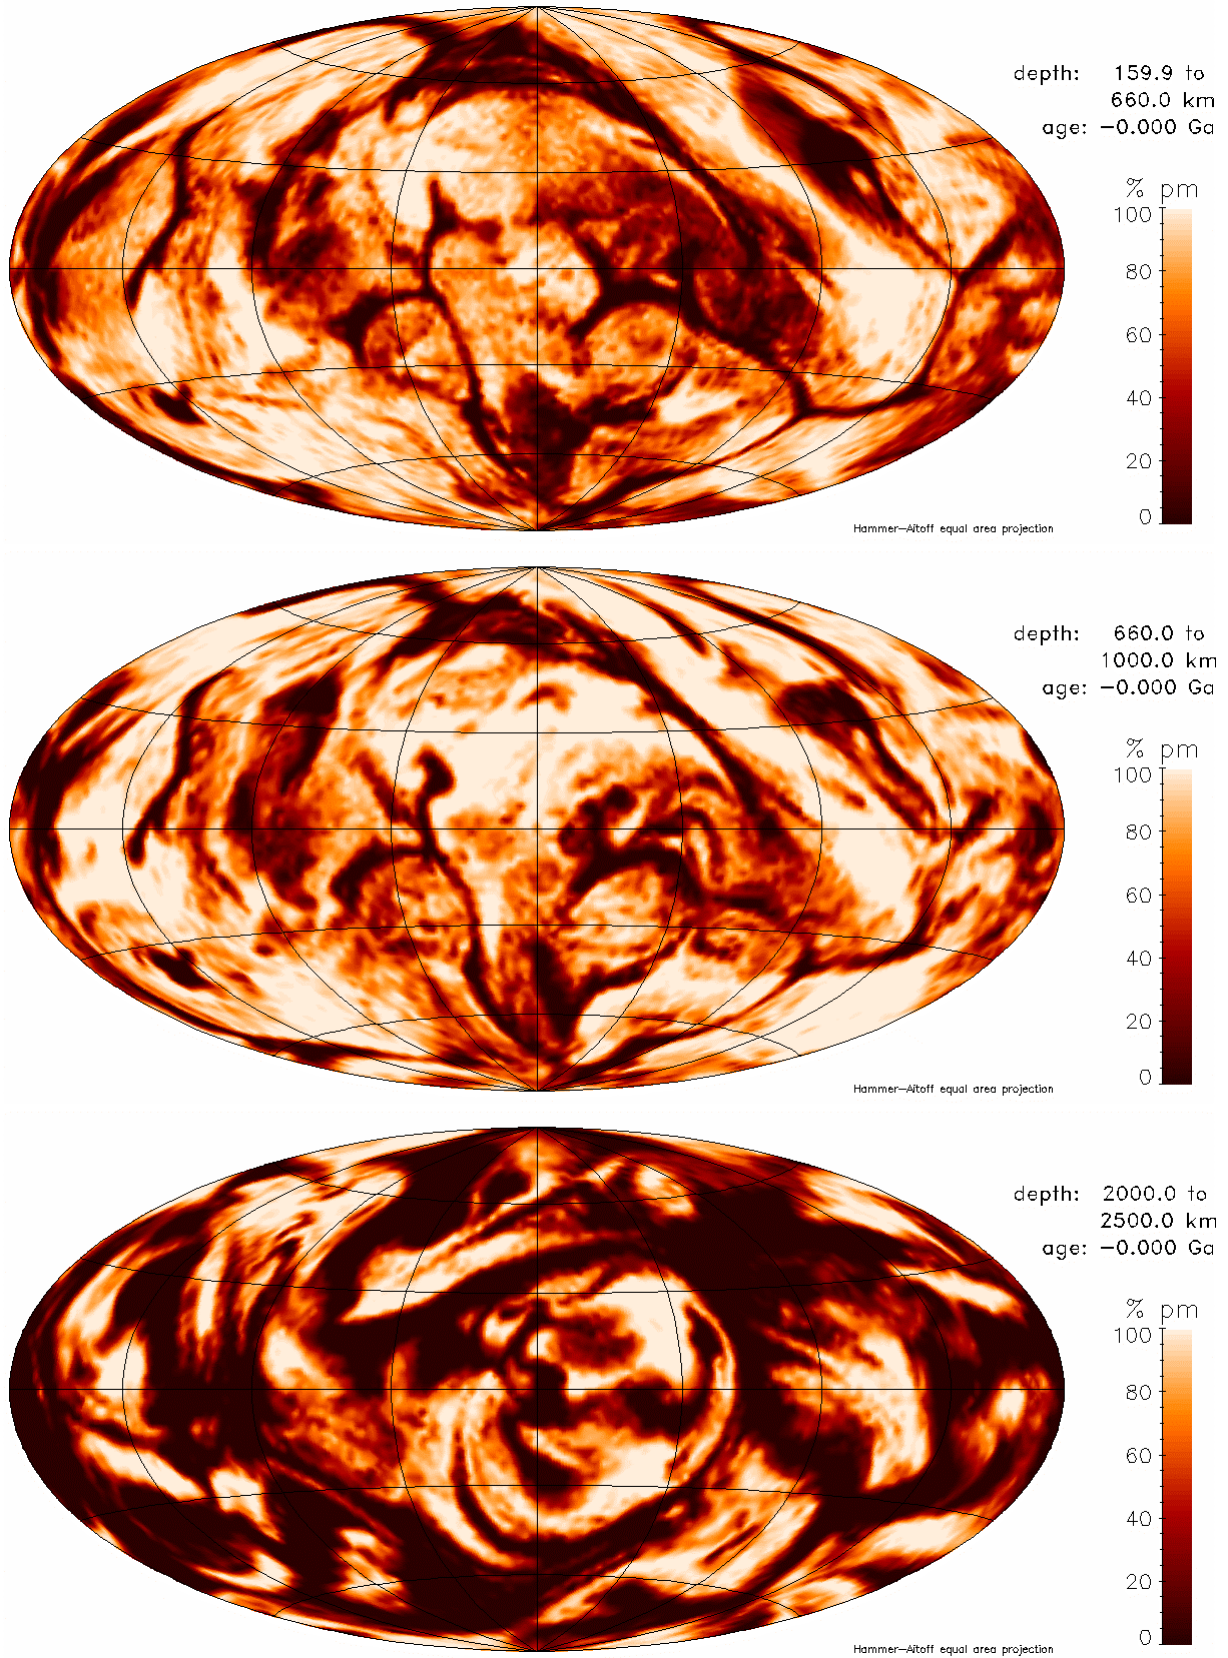 depth: 159.9 to
660.0 km
age: −0.000 Ga
% pm
100
80
60
40
20
0
Hammer−Aitoff equal area projection
depth: 660.0 to
1000.0 km
age: −0.000 Ga
% pm
100
80
60
40
20
0
Hammer−Aitoff equal area projection
depth: 2000.0 to
2500.0 km
age: −0.000 Ga
% pm
100
80
60
40
20
0
Hammer−Aitoff equal area projection